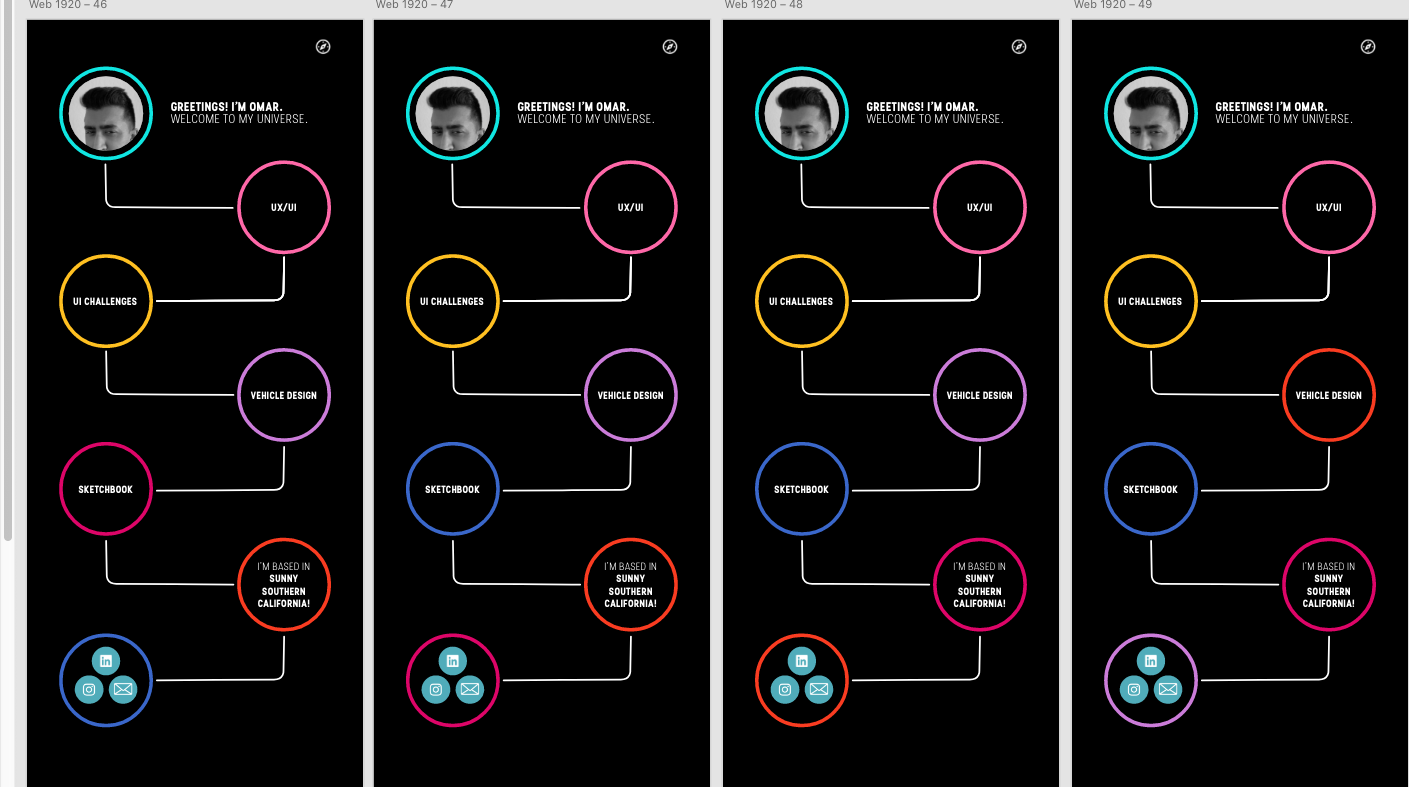 Web 1920 – 46
GREETINGS! I'M OMAR.
WELCOME TO MY UNIVERSE.
UX/UI
UI CHALLENGES
VEHICLE DESIGN
SKETCHBOOK
I'M BASED IN
SUNNY
SOUTHERN
CALIFORNIA!
in
Web 1920 – 47
GREETINGS! I'M OMAR.
WELCOME TO MY UNIVERSE.
UX/UI
UI CHALLENGES
VEHICLE DESIGN
SKETCHBOOK
I'M BASED IN
SUNNY
SOUTHERN
CALIFORNIA!
in
Web 1920 – 48
GREETINGS! I'M OMAR.
WELCOME TO MY UNIVERSE.
UX/UI
UI CHALLENGES
VEHICLE DESIGN
SKETCHBOOK
I'M BASED IN
SUNNY
SOUTHERN
CALIFORNIA!
in
Web 1920 – 49
GREETINGS! I'M OMAR.
WELCOME TO MY UNIVERSE.
UX/UI
UI CHALLENGES
VEHICLE DESIGN
SKETCHBOOK
I'M BASED IN
SUNNY
SOUTHERN
CALIFORNIA!
in